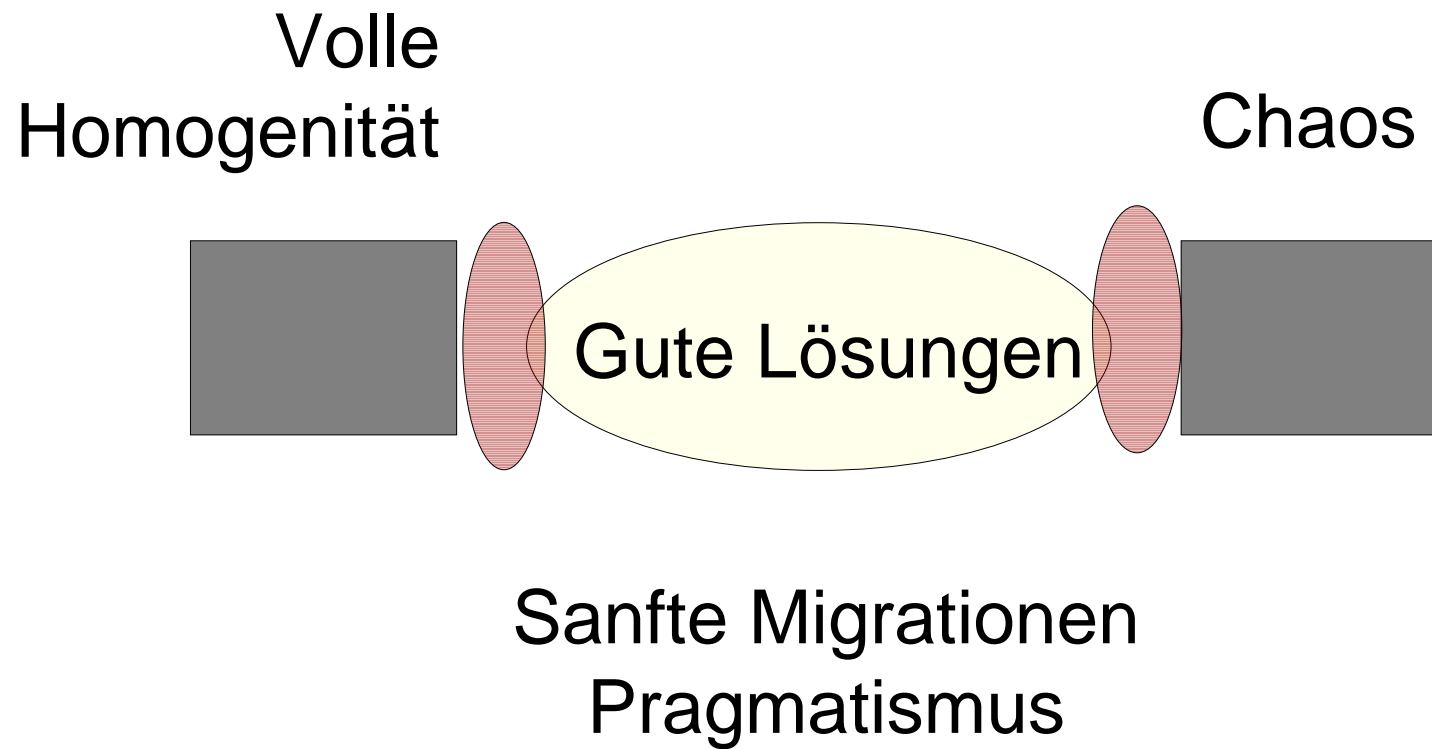 Volle
Homogenität
Chaos
Gute Lösungen
Sanfte Migrationen
Pragmatismus